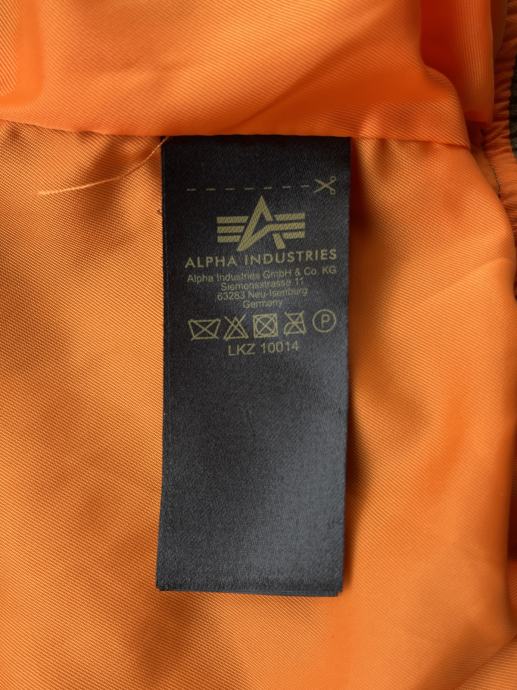 ALPHA INDUSTRIES
Alpha Industries GmbH & Co. KG
Siemensstrasse 11
63263 Neu-Isenburg
Germany
P
LKZ 10014